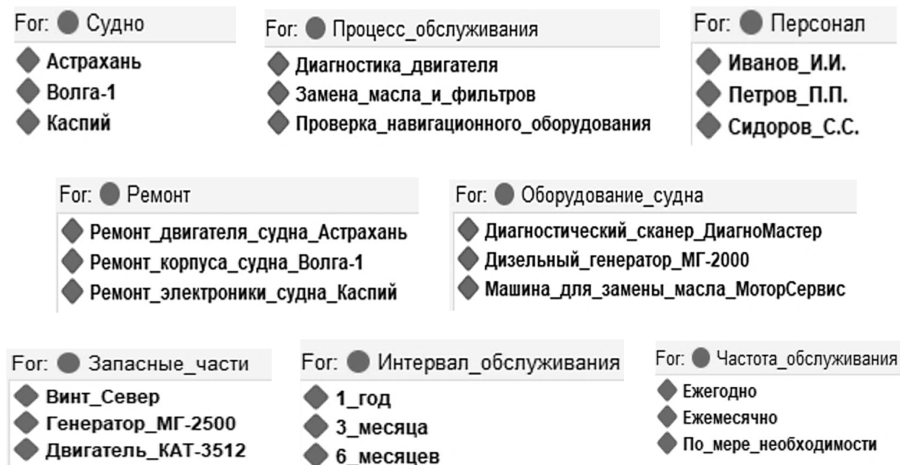 For: Судно
Астрахань
Волга-1
Каспий
For: Процесс_обслуживания
Диагностика_двигателя
Замена_масла_и_фильтров
Проверка_навигационного_оборудования
For: Персонал
Иванов_И.И.
Петров_П.П.
Сидоров_С.С.
For: Ремонт
Ремонт_двигателя_судна_Астрахань
Ремонт_корпуса_судна_Волга-1
Ремонт_электроники_судна_Каспий
For: Оборудование_судна
Диагностический_сканер_ДиагноМастер
Дизельный_генератор_МГ-2000
Машина_для_замены_масла_МоторСервис
For: Запасные_части
Винт_Север
Генератор_МГ-2500
Двигатель_КАТ-3512
For: Интервал_обслуживания
1_год
3_месяца
6_месяцев
For: Частота_обслуживания
Ежегодно
Ежемесячно
По_мере_необходимости